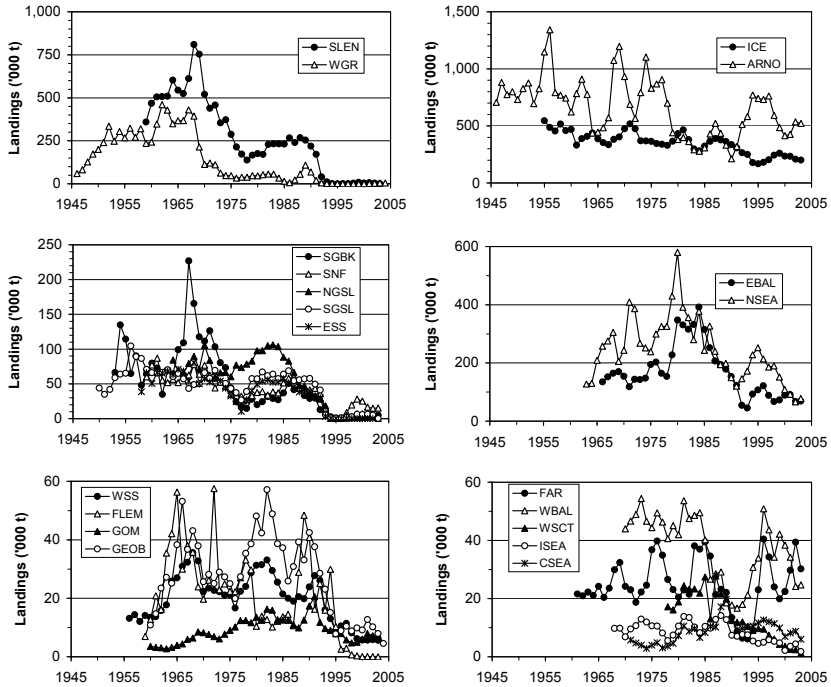 Landings ('000 t)
1,000
750
500
250
0
1945 1955 1965 1975 1985 1995 2005
SLEN
WGR
Landings ('000 t)
1,500
1,000
500
0
1945 1955 1965 1975 1985 1995 2005
ICE
ARNO
Landings ('000 t)
250
200
150
100
50
0
1945 1955 1965 1975 1985 1995 2005
SGBK
SNF
NGSL
SGSL
ESS
Landings ('000 t)
600
400
200
0
1945 1955 1965 1975 1985 1995 2005
EBAL
NSEA
Landings ('000 t)
60
40
20
0
1945 1955 1965 1975 1985 1995 2005
WSS
FLEM
GOM
GEOB
Landings ('000 t)
60
40
20
0
1945 1955 1965 1975 1985 1995 2005
FAR
WBAL
WSCT
ISEA
CSEA